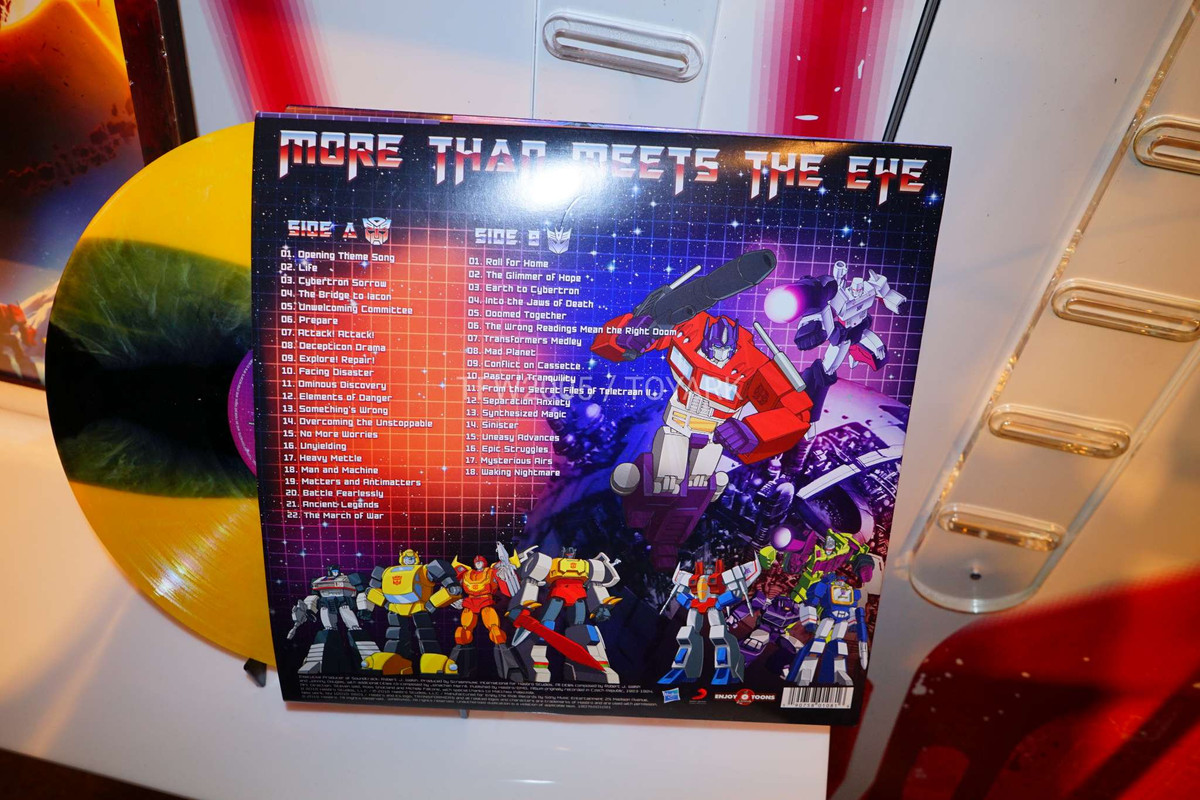 MORE THAN MEETS THE EYE
SIDE A
01. Opening Theme Song
02. Life
03. Cybertron Sorrow
04. The Bridge to Iacon
05. Unwelcoming Committee
06. Prepare
07. Attack! Attack!
08. Decepticon Drama
09. Explore! Repair!
10. Facing Disaster
11. Ominous Discovery
12. Elements of Danger
13. Something's Wrong
14. Overcoming the Unstoppable
15. No More Worries
16. Unyielding
17. Heavy Mettle
18. Man and Machine
19. Matters and Antimatters
20. Battle Fearlessly
21. Ancient Legends
22. The March of War
SIDE B
01. Roll for Home
02. The Glimmer of Hope
03. Earth to Cybertron
04. Into the Jaws of Death
05. Doomed Together
06. The Wrong Readings Mean the Right Doom
07. Transformers Medley
08. Mad Planet
09. Conflict on Cassette
10. Pastoral Tranquility
11. From the Secret Files of Teletraan II
12. Separation Anxiety
13. Synthesized Magic
14. Sinister
15. Uneasy Advances
16. Epic Struggles
17. Mysterious Airs
18. Waking Nightmare
/ TOYARK
ENJOY TOONS